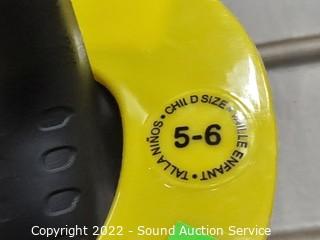 CHILD SIZE • TAILLE ENFANT • TALLA NIÑOS •
5-6
Copyright 2022 - Sound Auction Service